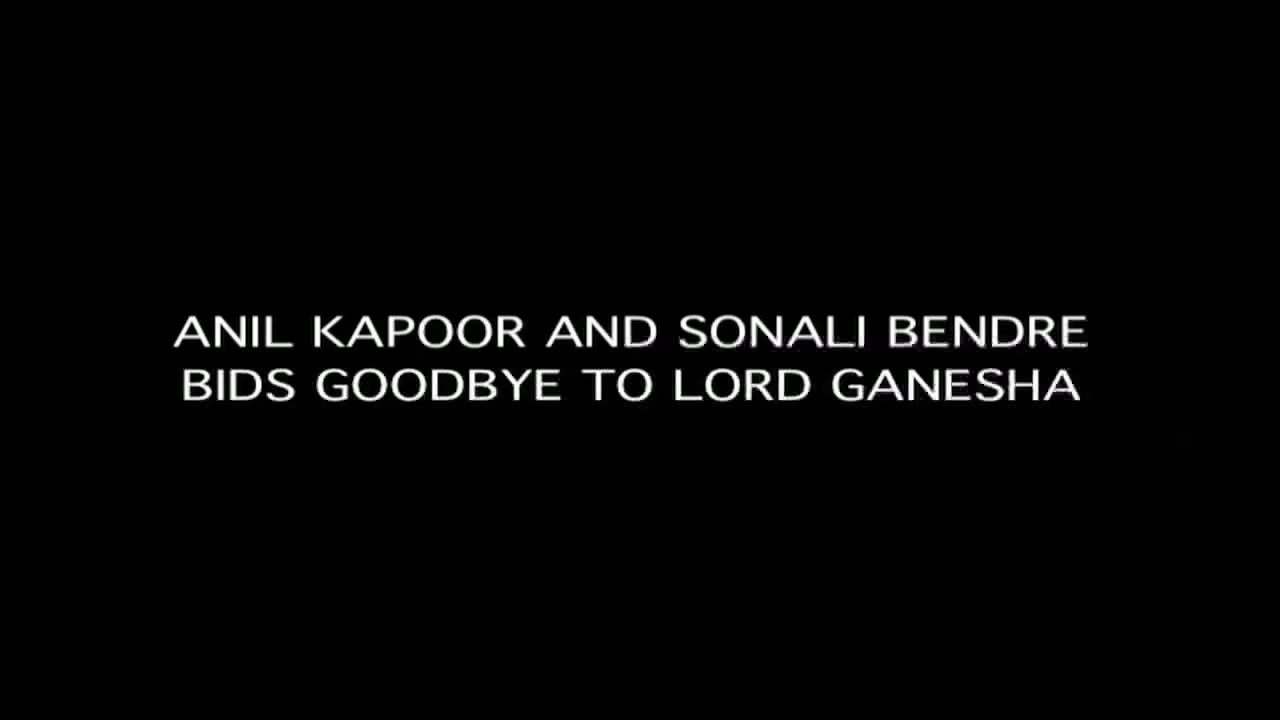 ANIL KAPOOR AND SONALI BENDRE
BIDS GOODBYE TO LORD GANESHA